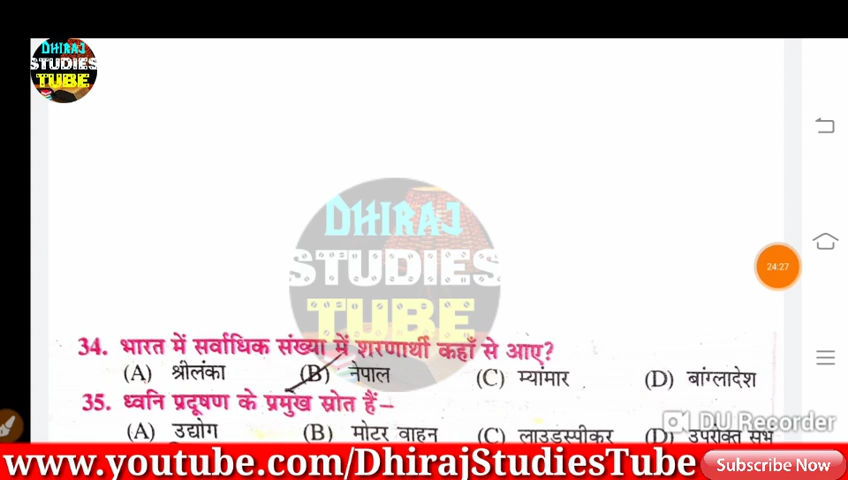 DHIRAJ
STUDIES
TUBE
DHIRAJ
STUDIES
TUBE
24:27
34. भारत में सर्वाधिक संख्या में शरणार्थी कहाँ से आए?
(A) श्रीलंका (B) नेपाल (C) म्यांमार (D) बांग्लादेश
35. ध्वनि प्रदूषण के प्रमुख स्रोत हैं–
(A) उद्योग (B) मोटर वाहन (C) लाउडस्पीकर (D) उपरोक्त सभी
DU Recorder
www.youtube.com/DhirajStudiesTube Subscribe Now